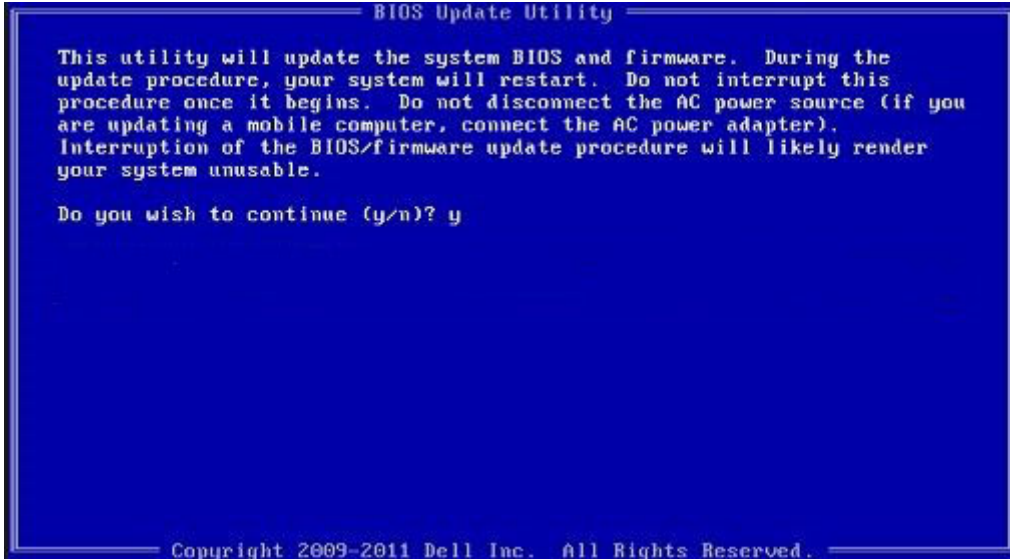 BIOS Update Utility
This utility will update the system BIOS and firmware.  During the
update procedure, your system will restart.  Do not interrupt this
procedure once it begins.  Do not disconnect the AC power source (if you
are updating a mobile computer, connect the AC power adapter).
Interruption of the BIOS/firmware update procedure will likely render
your system unusable.
Do you wish to continue (y/n)? y
Copyright 2009-2011 Dell Inc.  All Rights Reserved.